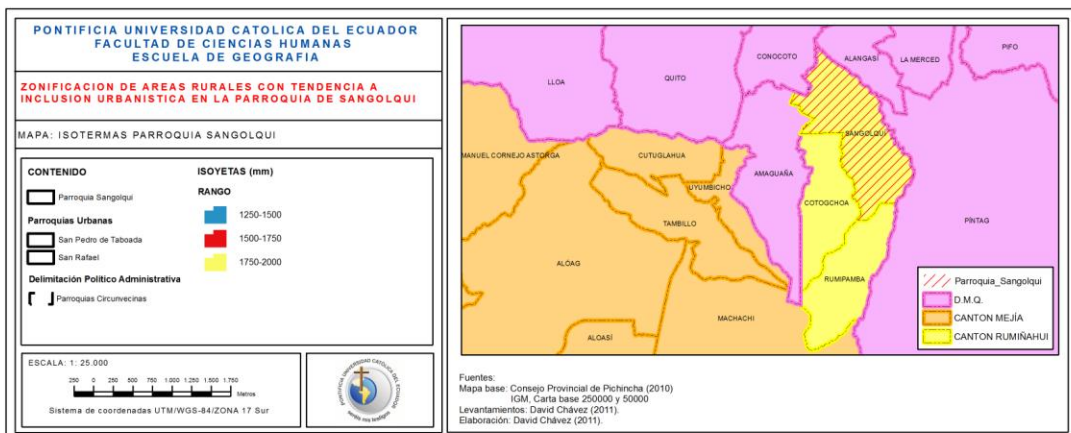 PONTIFICIA UNIVERSIDAD CATOLICA DEL ECUADOR
FACULTAD DE CIENCIAS HUMANAS
ESCUELA DE GEOGRAFIA
ZONIFICACION DE AREAS RURALES CON TENDENCIA A
INCLUSION URBANISTICA EN LA PARROQUIA DE SANGOLQUI
MAPA: ISOTERMAS PARROQUIA SANGOLQUI
CONTENIDO
Parroquia Sangolqui
Parroquias Urbanas
San Pedro de Taboada
San Rafael
Delimitación Político Administrativa
Parroquias Circunvecinas
ISOYETAS (mm)
RANGO
1250-1500
1500-1750
1750-2000
ESCALA: 1: 25.000
250 0 250 500 750 1.000 1.250 1.500 1.750
Metros
Sistema de coordenadas UTM/WGS-84/ZONA 17 Sur
PONTIFICIA UNIVERSIDAD CATÓLICA DEL ECUADOR
LLOA
QUITO
CONOCOTO
ALANGASÍ
LA MERCED
PIFO
MANUEL CORNEJO ASTORGA
CUTUGLAHUA
UYUMBICHO
AMAGUAÑA
SANGOLQUI
COTOGCHOA
TAMBILLO
PÍNTAG
ALÓAG
RUMIPAMBA
MACHACHI
ALOASÍ
Parroquia_Sangolqui
D.M.Q.
CANTON MEJÍA
CANTON RUMIÑAHUI
Fuentes:
Mapa base: Consejo Provincial de Pichincha (2010)
IGM, Carta base 250000 y 50000
Levantamientos: David Chávez (2011).
Elaboración: David Chávez (2011).